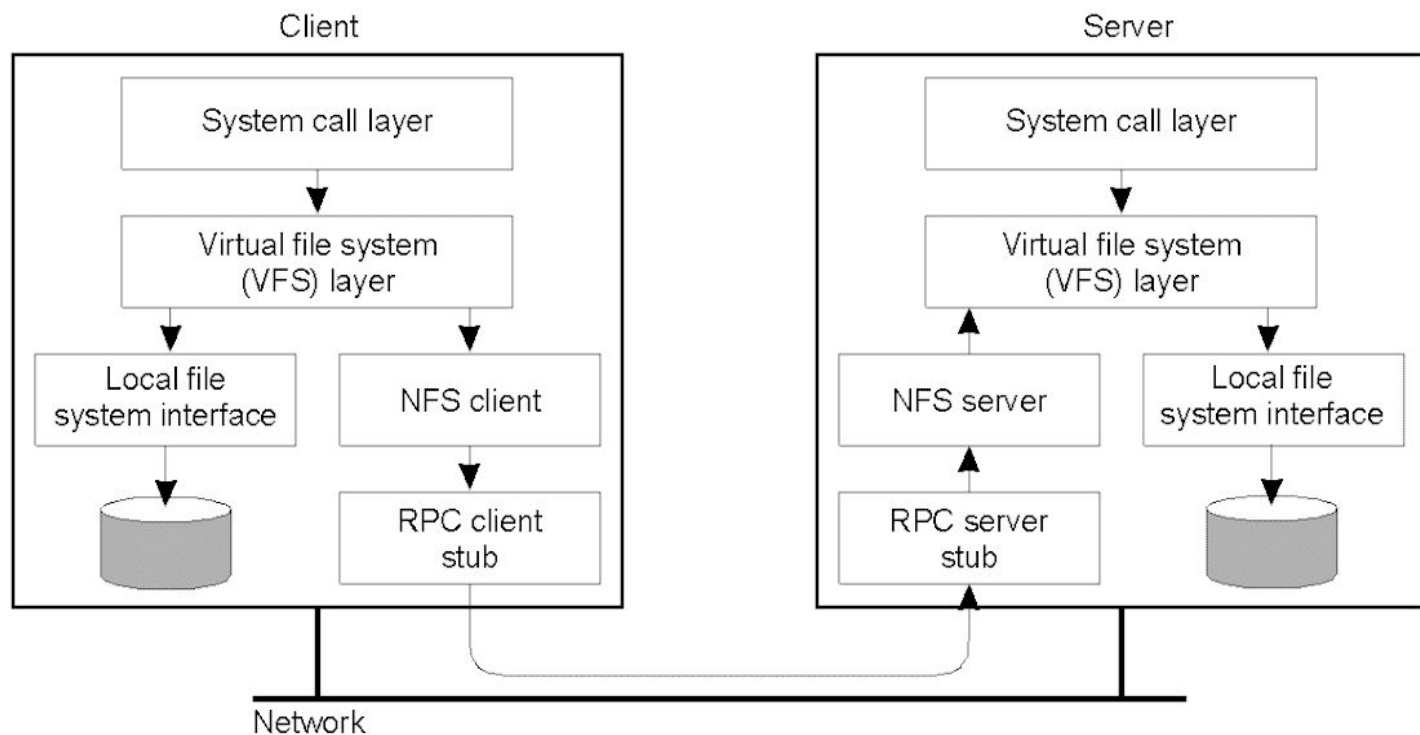 Client
Server
System call layer
Virtual file system
(VFS) layer
Local file
system interface
NFS client
RPC client
stub
System call layer
Virtual file system
(VFS) layer
NFS server
Local file
system interface
RPC server
stub
Network